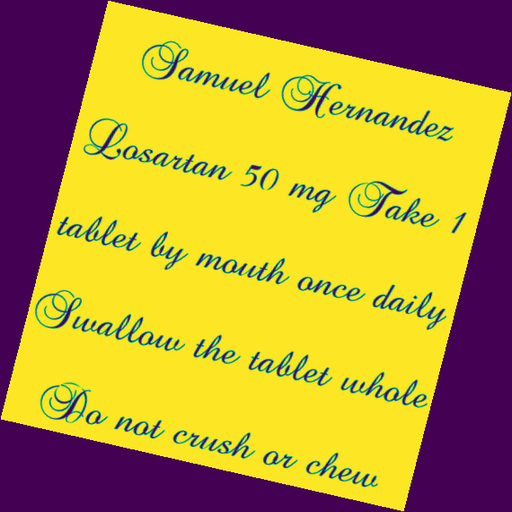 Samuel Hernandez
Losartan 50 mg Take 1
tablet by mouth once daily
Swallow the tablet whole
Do not crush or chew